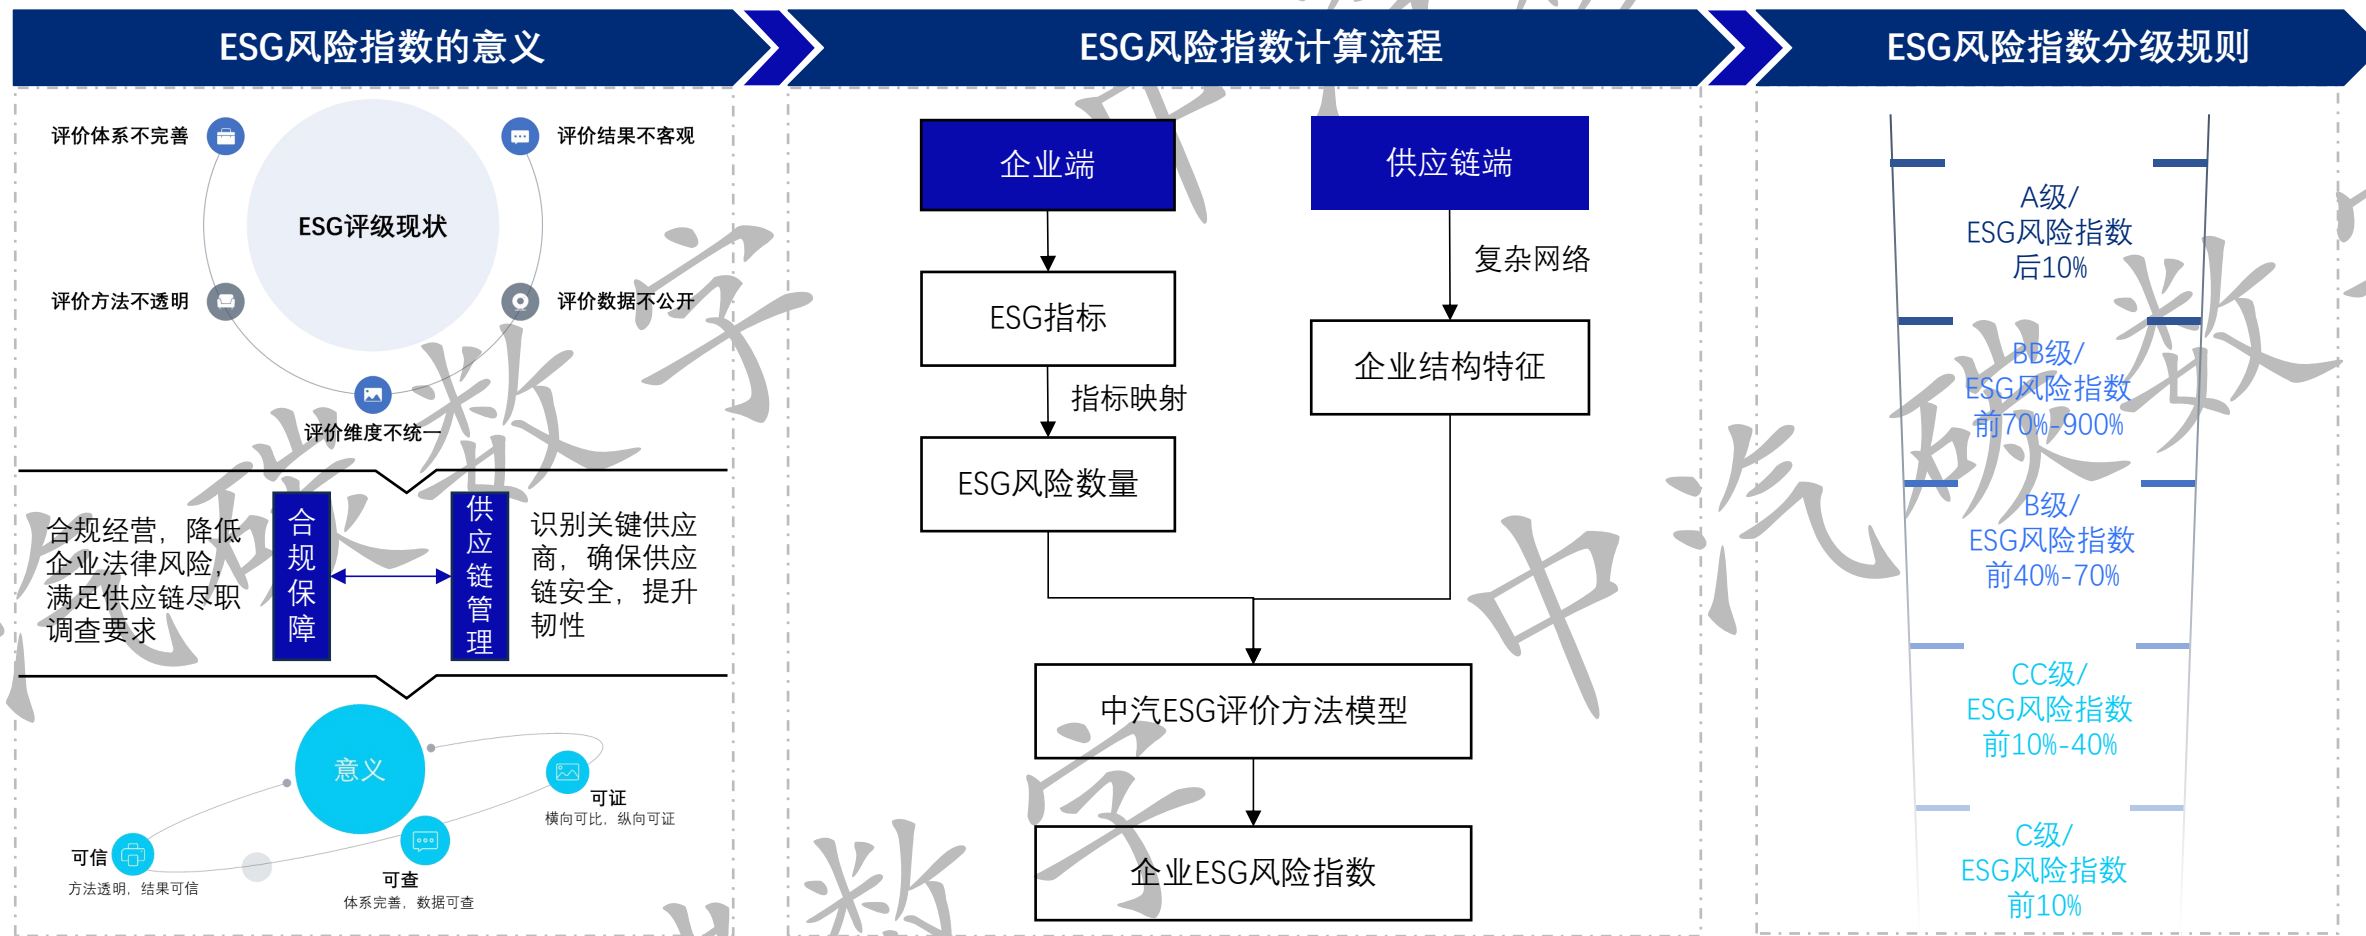 ESG风险指数的意义
ESG风险指数计算流程
ESG风险指数分级规则
评价体系不完善
评价结果不客观
ESG评级现状
评价方法不透明
评价数据不公开
评价维度不统一
合规经营，降低
企业法律风险，
满足供应链尽职
调查要求
合规保障
供应链管理
识别关键供应
商，确保供应
链安全，提升
韧性
意义
可证
横向可比，纵向可证
可信
方法透明，结果可信
可查
体系完善，数据可查
企业端
供应链端
复杂网络
ESG指标
企业结构特征
指标映射
ESG风险数量
中汽ESG评价方法模型
企业ESG风险指数
A级/
ESG风险指数
后10%
BB级/
ESG风险指数
前70%-900%
B级/
ESG风险指数
前40%-70%
CC级/
ESG风险指数
前10%-40%
C级/
ESG风险指数
前10%
中汽碳数字